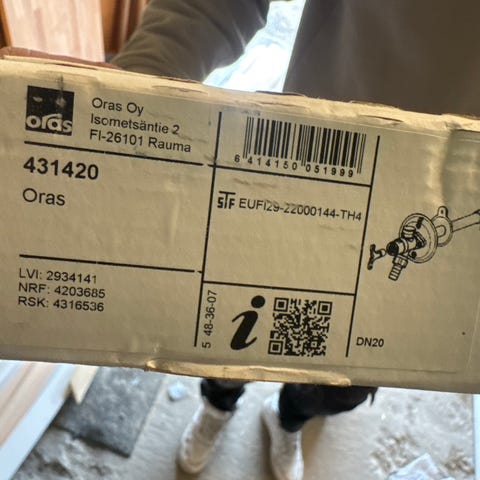 oras
Oras Oy
Isometsäntie 2
FI-26101 Rauma
6 414150 051999
431420
Oras
STF EUFI29-22000144-TH4
LVI: 2934141
NRF: 4203685
RSK: 4316536
5 48-36-07
i
DN20